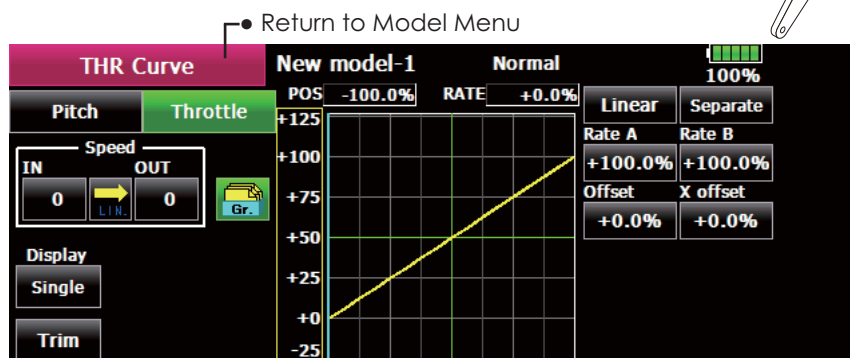 Return to Model Menu
THR Curve
New model-1
Normal
100%
Pitch
Throttle
POS
-100.0%
RATE
+0.0%
Linear
Separate
Speed
IN
OUT
0
LIN.
0
Gr.
Rate A
Rate B
+100.0%
+100.0%
Offset
X offset
+0.0%
+0.0%
Display
Single
Trim
+125
+100
+75
+50
+25
+0
-25